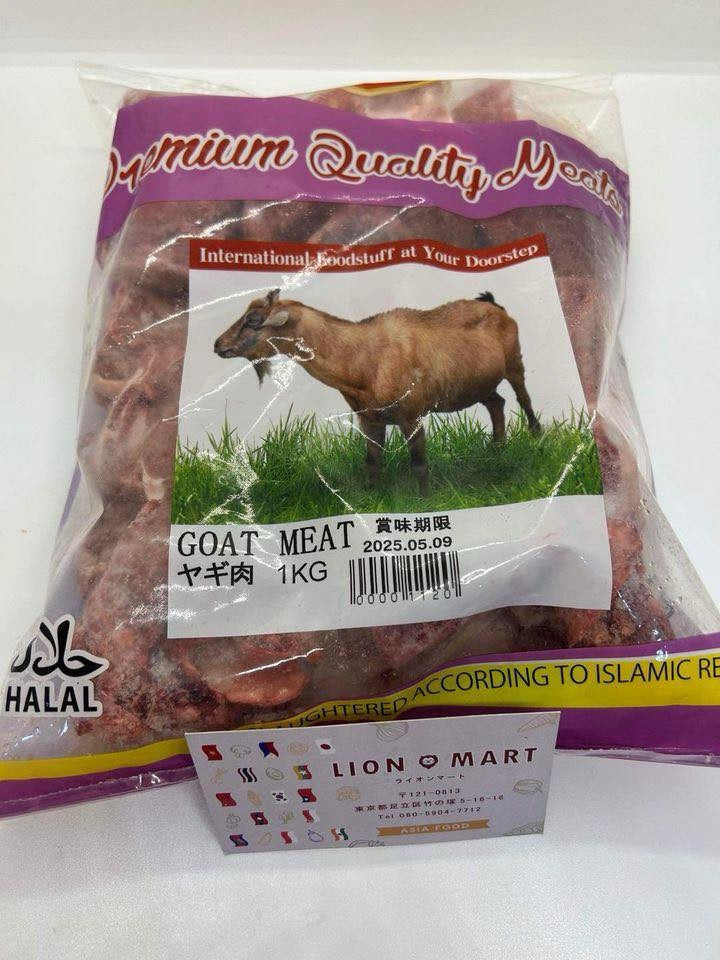 Premium Quality Meats
International Foodstuff at Your Doorstep
GOAT MEAT
賞味期限
2025.05.09
ヤギ肉 1KG
00001120
حلال
HALAL
ACCORDING TO ISLAMIC
LION MART
ライオンマート
〒121-0813
東京都足立区竹の塚5-16-16
Tel 080-5904-7712
ASIA FOOD